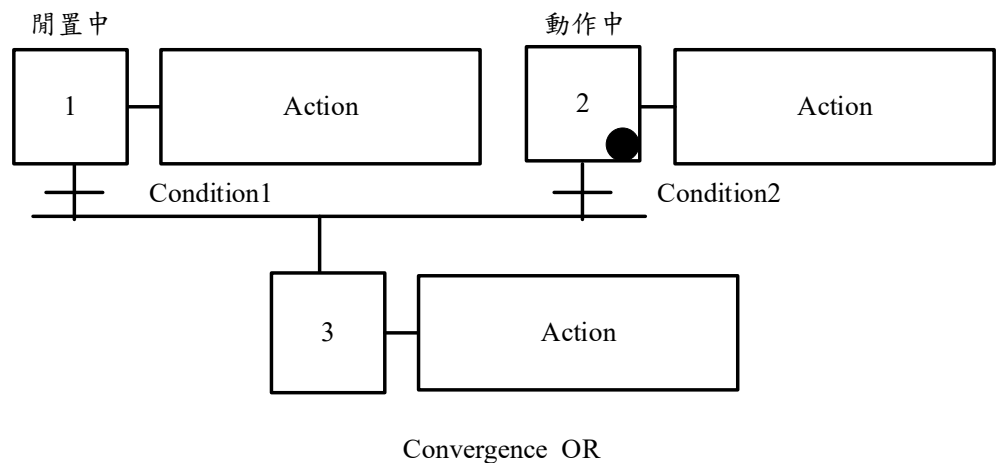 閒置中
動作中
1
Action
2
Action
Condition1
Condition2
3
Action
Convergence OR